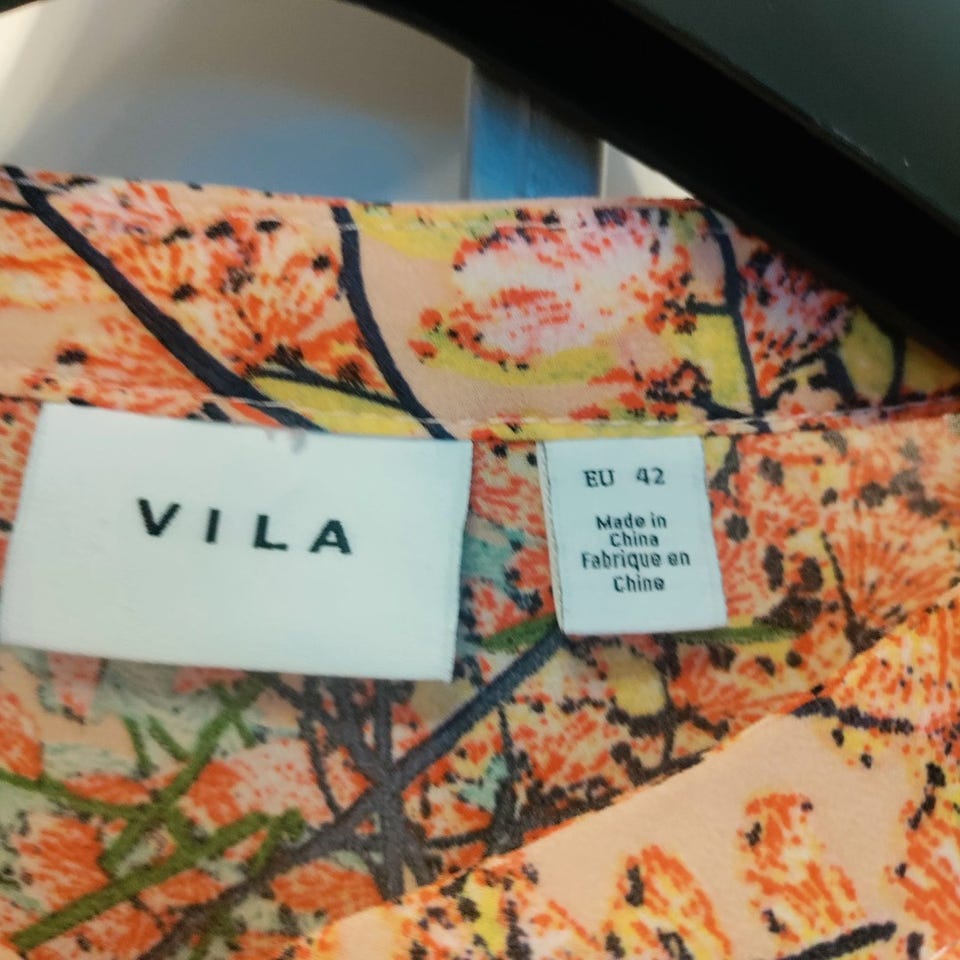 VILA
EU 42
Made in
China
Fabrique en
Chine